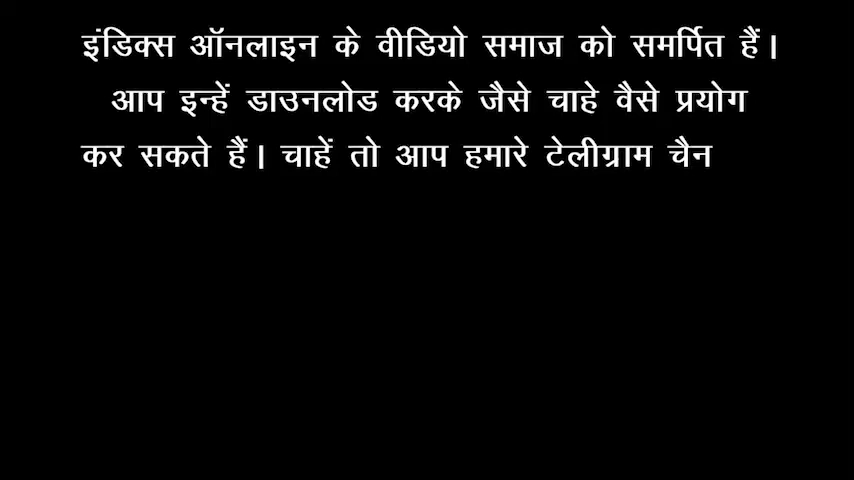 इंडिक्स ऑनलाइन के वीडियो समाज को समर्पित हैं।
आप इन्हें डाउनलोड करके जैसे चाहे वैसे प्रयोग
कर सकते हैं। चाहें तो आप हमारे टेलीग्राम चैन